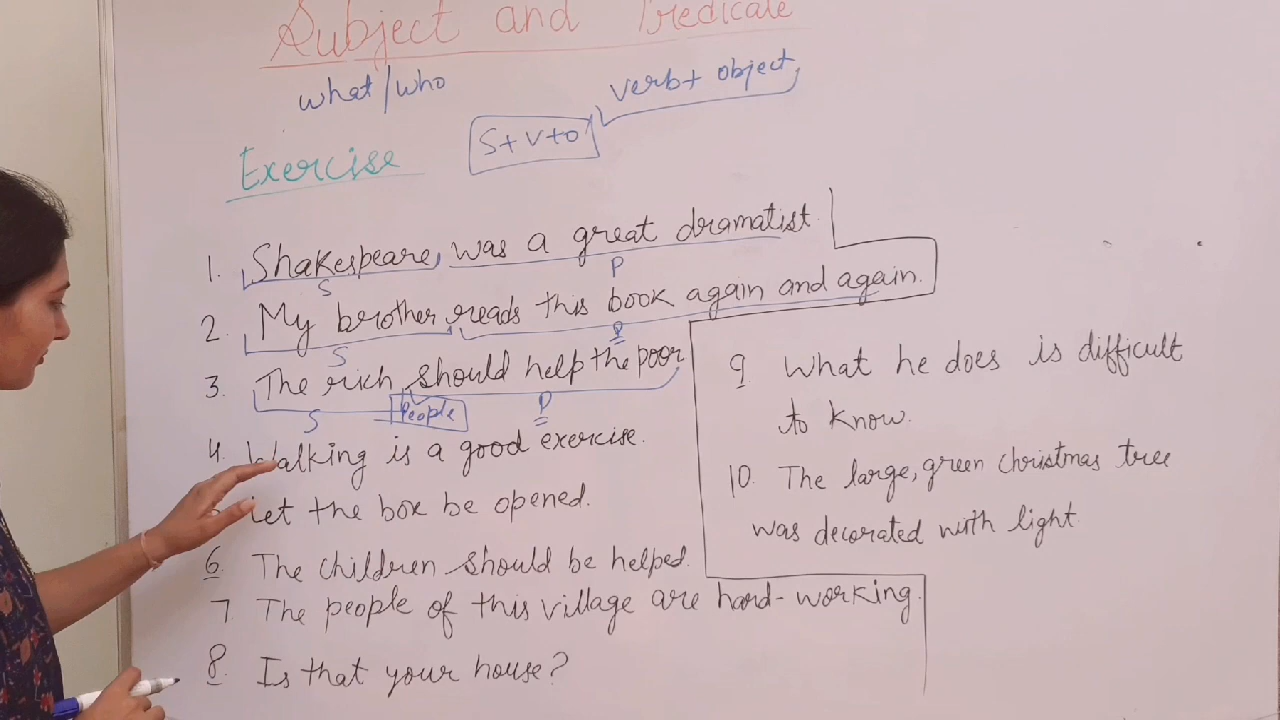 Subject and Predicate
what/who
verb+ object
S+V+O
Exercise
1. Shakespeare was a great dramatist.
S
P
2. My brother reads this book again and again.
S
P
3. The rich should help the poor
S
People
P
4. Walking is a good exercise.
Let the box be opened.
6. The children should be helped.
7. The people of this village are hard-working.
8. Is that your house?
9 What he does is difficult
to know.
10. The large, green christmas tree
was decorated with light.